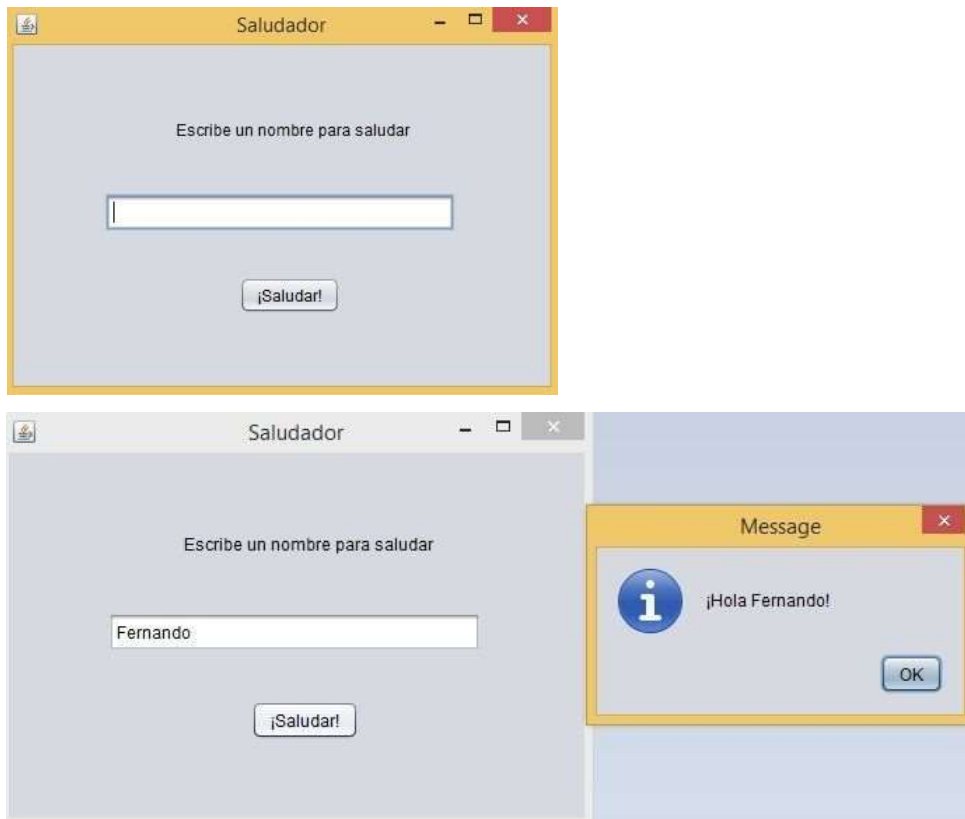 Saludador
Escribe un nombre para saludar
¡Saludar!
Saludador
Escribe un nombre para saludar
Fernando
¡Saludar!
Message
¡Hola Fernando!
OK